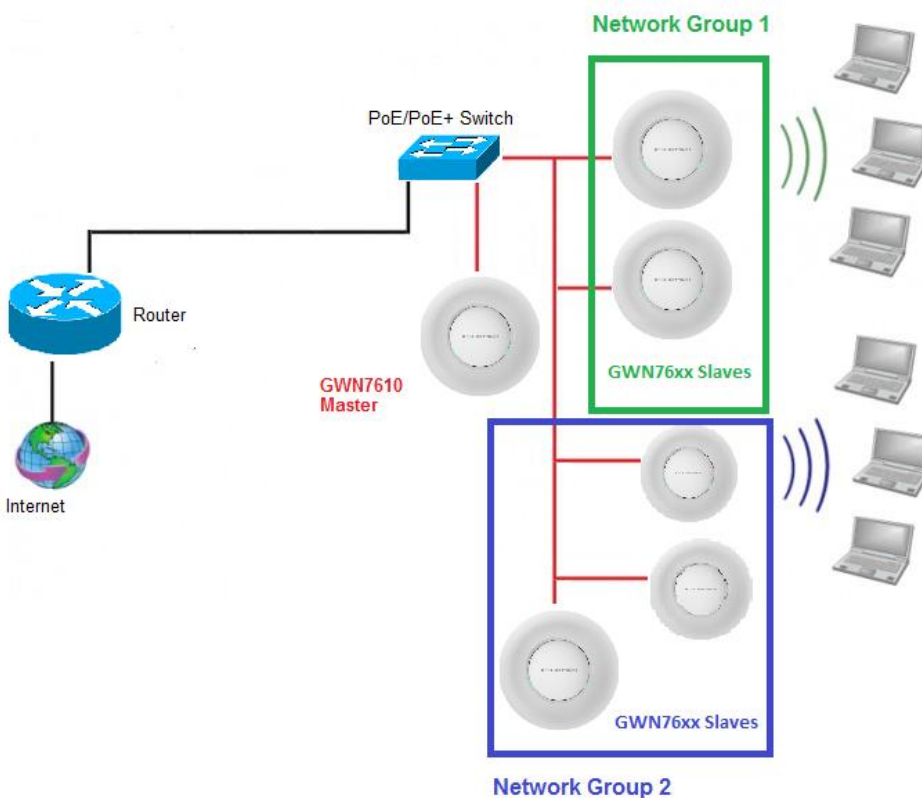 Network Group 1
PoE/PoE+ Switch
Router
GWN7610
Master
GWN76xx Slaves
Internet
GWN76xx Slaves
Network Group 2